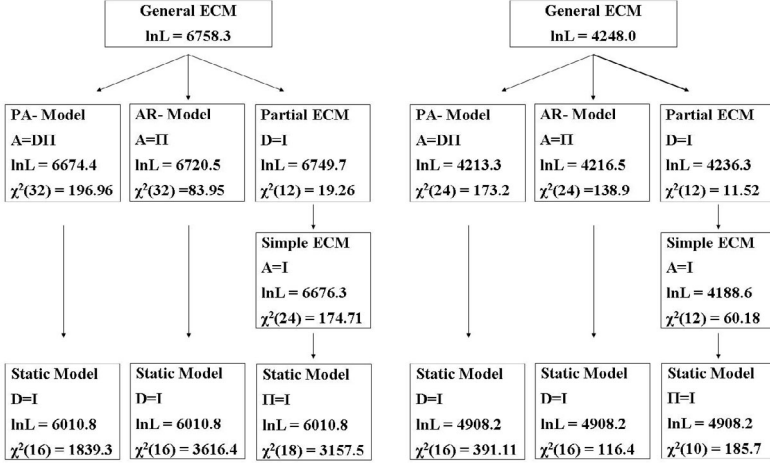 General ECM
lnL = 6758.3
PA- Model
A=DΠ
lnL = 6674.4
χ²(32) = 196.96
AR- Model
A=Π
lnL = 6720.5
χ²(32) =83.95
Partial ECM
D=I
lnL = 6749.7
χ²(12) = 19.26
Simple ECM
A=I
lnL = 6676.3
χ²(24) = 174.71
Static Model
D=I
lnL = 6010.8
χ²(16) = 1839.3
Static Model
D=I
lnL = 6010.8
χ²(16) = 3616.4
Static Model
Π=I
lnL = 6010.8
χ²(18) = 3157.5
General ECM
lnL = 4248.0
PA- Model
A=DΠ
lnL = 4213.3
χ²(24) = 173.2
AR- Model
A=Π
lnL = 4216.5
χ²(24) =138.9
Partial ECM
D=I
lnL = 4236.3
χ²(12) = 11.52
Simple ECM
A=I
lnL = 4188.6
χ²(12) = 60.18
Static Model
D=I
lnL = 4908.2
χ²(16) = 391.11
Static Model
D=I
lnL = 4908.2
χ²(16) = 116.4
Static Model
Π=I
lnL = 4908.2
χ²(10) = 185.7